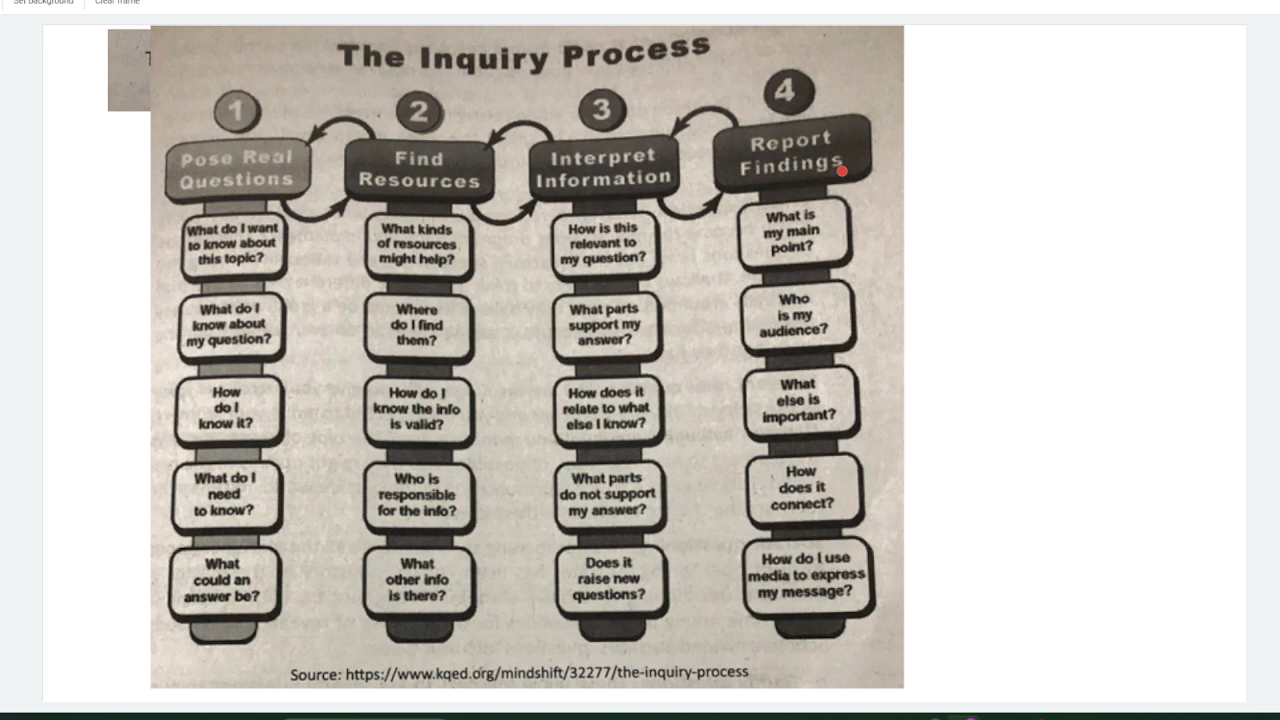 Set background
Clear frame
The Inquiry Process
1
Pose Real
Questions
What do I want
to know about
this topic?
What do I
know about
my question?
How
do I
know it?
What do I
need
to know?
What
could an
answer be?
2
Find
Resources
What kinds
of resources
might help?
Where
do I find
them?
How do I
know the info
is valid?
Who is
responsible
for the info?
What
other info
is there?
3
Interpret
Information
How is this
relevant to
my question?
What parts
support my
answer?
How does it
relate to what
else I know?
What parts
do not support
my answer?
Does it
raise new
questions?
4
Report
Findings
What is
my main
point?
Who
is my
audience?
What
else is
important?
How
does it
connect?
How do I use
media to express
my message?
Source: https://www.kqed.org/mindshift/32277/the-inquiry-process